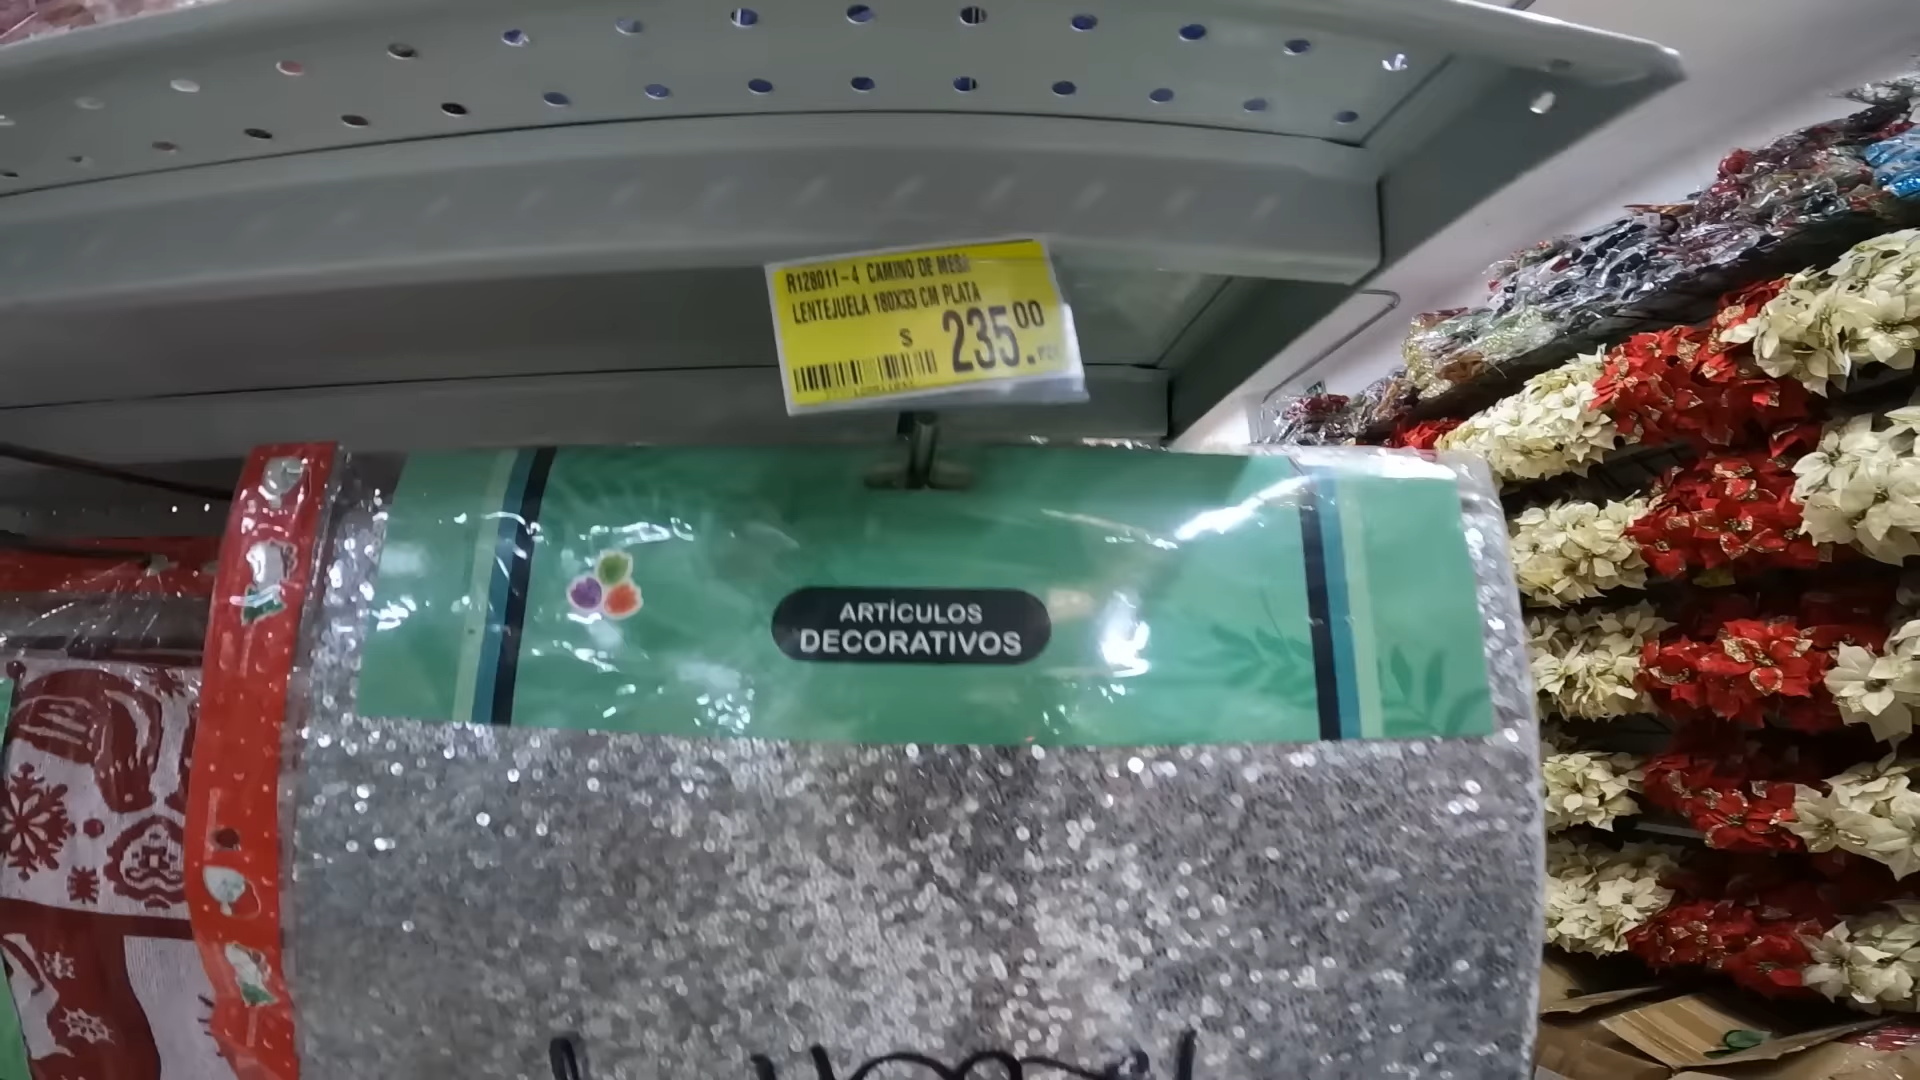 R128011-4 CAMINO DE MESA
LENTEJUELA 180X33 CM PLATA
$ 235.00
ARTÍCULOS
DECORATIVOS